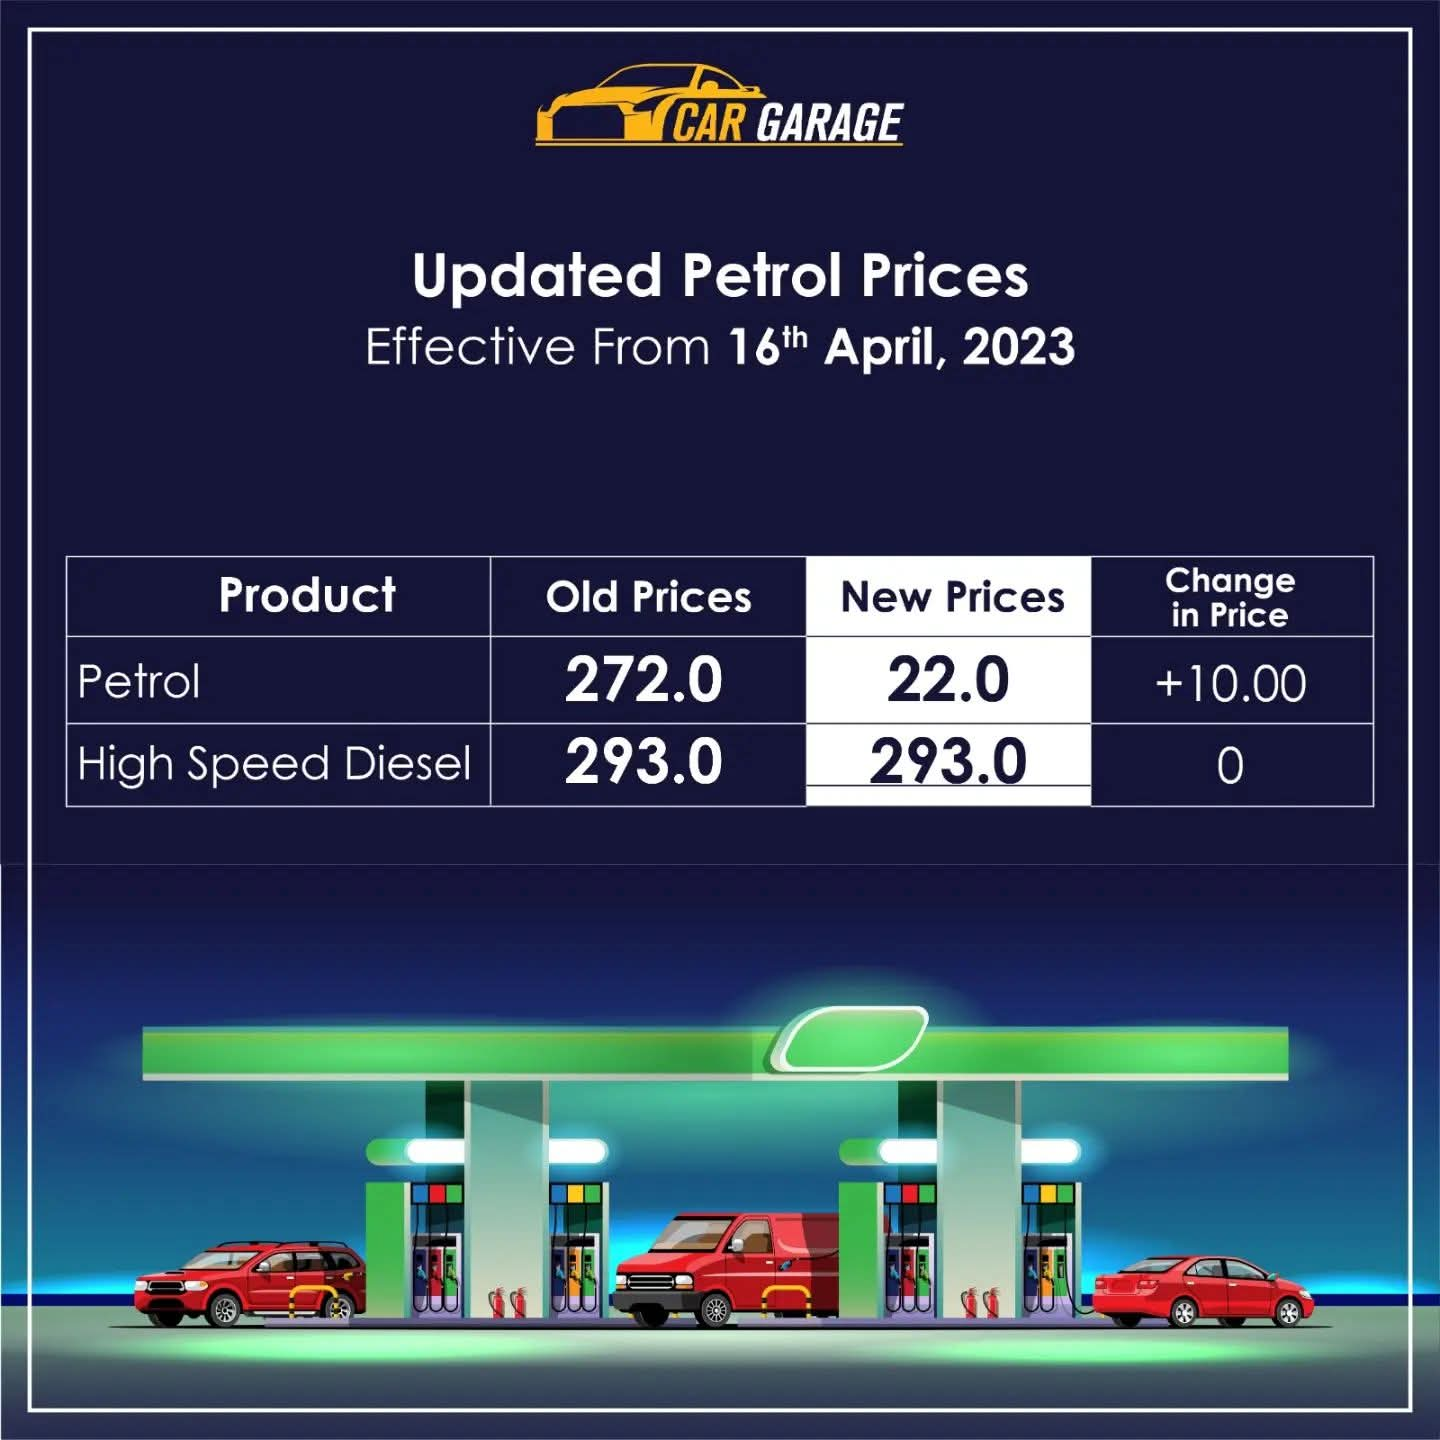 CAR GARAGE
Updated Petrol Prices
Effective From 16th April, 2023
Product Old Prices New Prices Change in Price
Petrol 272.0 22.0 +10.00
High Speed Diesel 293.0 293.0 0